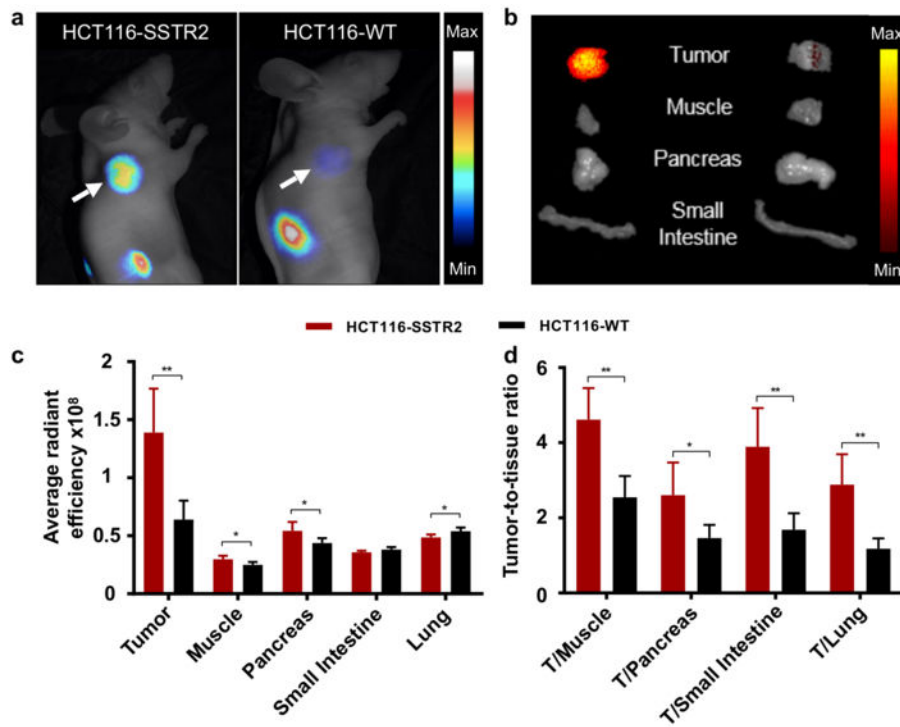 a
HCT116-SSTR2
HCT116-WT
Max
Min
b
Tumor
Muscle
Pancreas
Small
Intestine
Max
Min
HCT116-SSTR2
HCT116-WT
c
Average radiant
efficiency x10⁸
2
1.5
1
0.5
0
**
*
*
*
Tumor
Muscle
Pancreas
Small Intestine
Lung
d
Tumor-to-tissue ratio
6
4
2
0
**
*
**
**
T/Muscle
T/Pancreas
T/Small Intestine
T/Lung